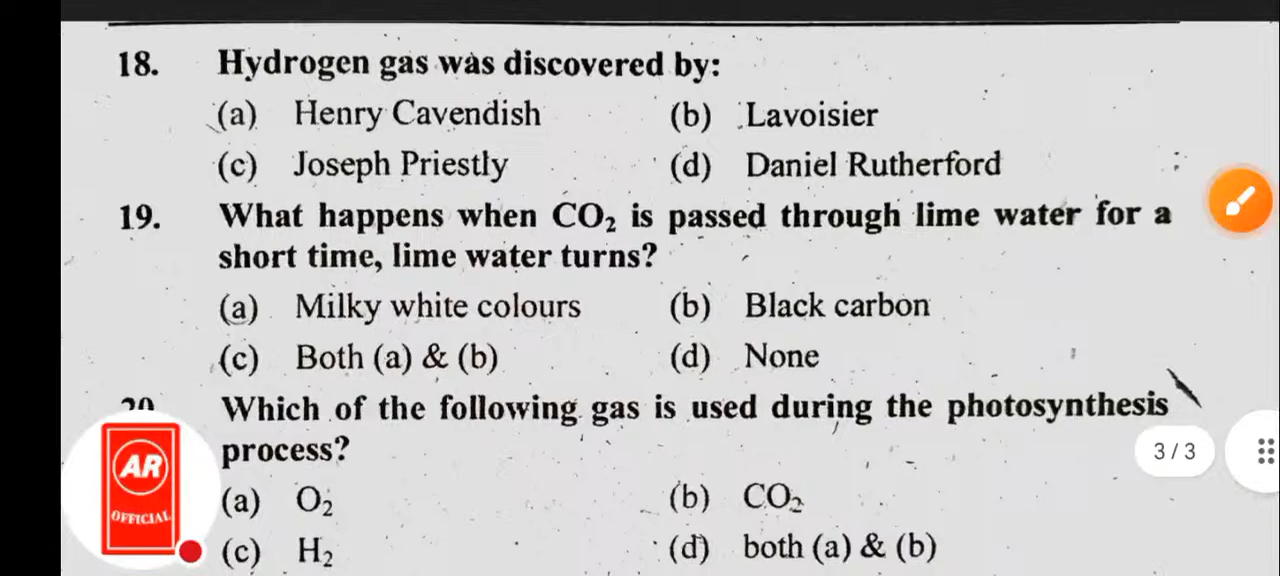 18. Hydrogen gas was discovered by:
(a) Henry Cavendish (b) Lavoisier
(c) Joseph Priestly (d) Daniel Rutherford
19. What happens when CO₂ is passed through lime water for a
short time, lime water turns?
(a) Milky white colours (b) Black carbon
(c) Both (a) & (b) (d) None
20 Which of the following gas is used during the photosynthesis
process?
3/3
(a) O₂ (b) CO₂
(c) H₂ (d) both (a) & (b)
AR
OFFICIAL